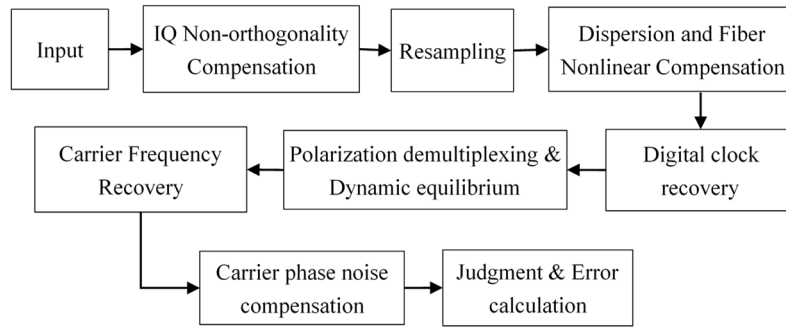 Input
IQ Non-orthogonality
Compensation
Resampling
Dispersion and Fiber
Nonlinear Compensation
Digital clock
recovery
Polarization demultiplexing &
Dynamic equilibrium
Carrier Frequency
Recovery
Carrier phase noise
compensation
Judgment & Error
calculation